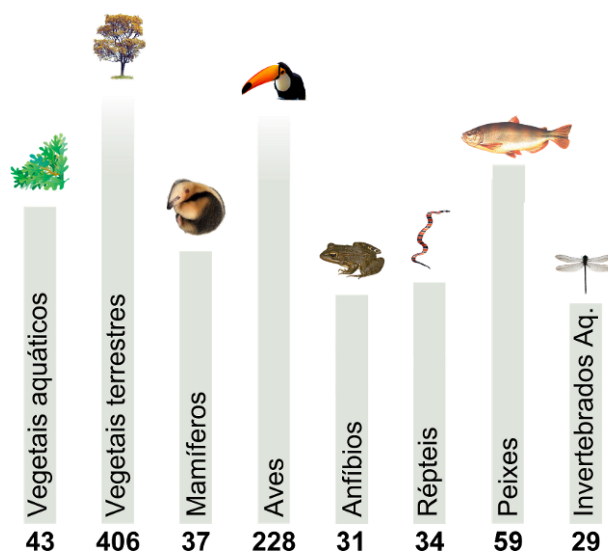 Vegetais aquáticos
Vegetais terrestres
Mamíferos
Aves
Anfíbios
Répteis
Peixes
Invertebrados Aq.
43
406
37
228
31
34
59
29